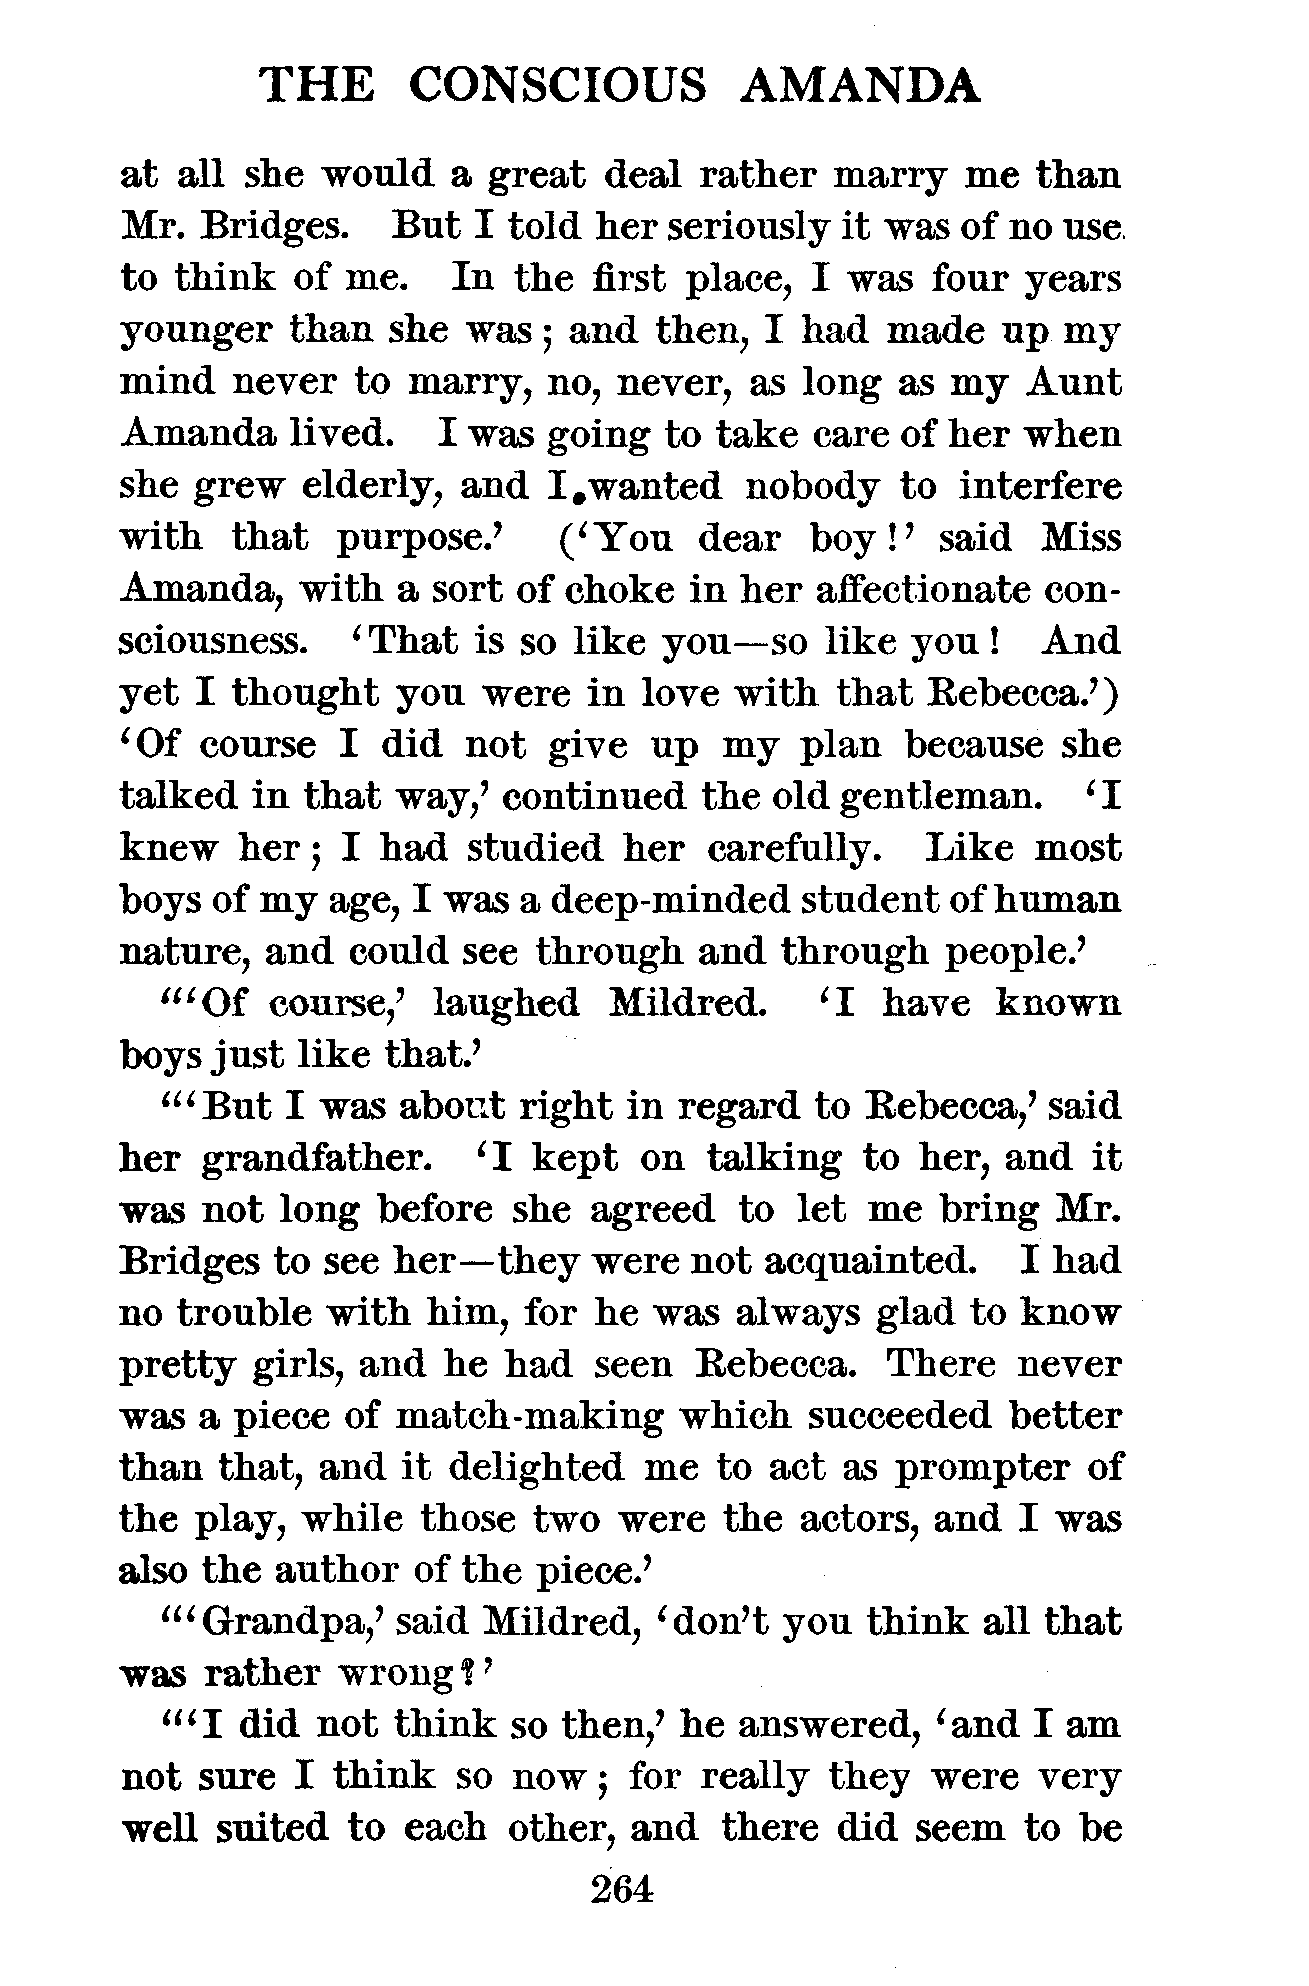 THE CONSCIOUS AMANDA
at all she would a great deal rather marry me than
Mr. Bridges. But I told her seriously it was of no use.
to think of me. In the first place, I was four years
younger than she was; and then, I had made up my
mind never to marry, no, never, as long as my Aunt
Amanda lived. I was going to take care of her when
she grew elderly, and I wanted nobody to interfere
with that purpose.’ (‘You dear boy!’ said Miss
Amanda, with a sort of choke in her affectionate con-
sciousness. ‘That is so like you—so like you! And
yet I thought you were in love with that Rebecca.’)
‘Of course I did not give up my plan because she
talked in that way,’ continued the old gentleman. ‘I
knew her; I had studied her carefully. Like most
boys of my age, I was a deep-minded student of human
nature, and could see through and through people.’
“‘Of course,’ laughed Mildred. ‘I have known
boys just like that.’
“‘But I was about right in regard to Rebecca,’ said
her grandfather. ‘I kept on talking to her, and it
was not long before she agreed to let me bring Mr.
Bridges to see her—they were not acquainted. I had
no trouble with him, for he was always glad to know
pretty girls, and he had seen Rebecca. There never
was a piece of match-making which succeeded better
than that, and it delighted me to act as prompter of
the play, while those two were the actors, and I was
also the author of the piece.’
“‘Grandpa,’ said Mildred, ‘don’t you think all that
was rather wrong?’
“‘I did not think so then,’ he answered, ‘and I am
not sure I think so now; for really they were very
well suited to each other, and there did seem to be
264